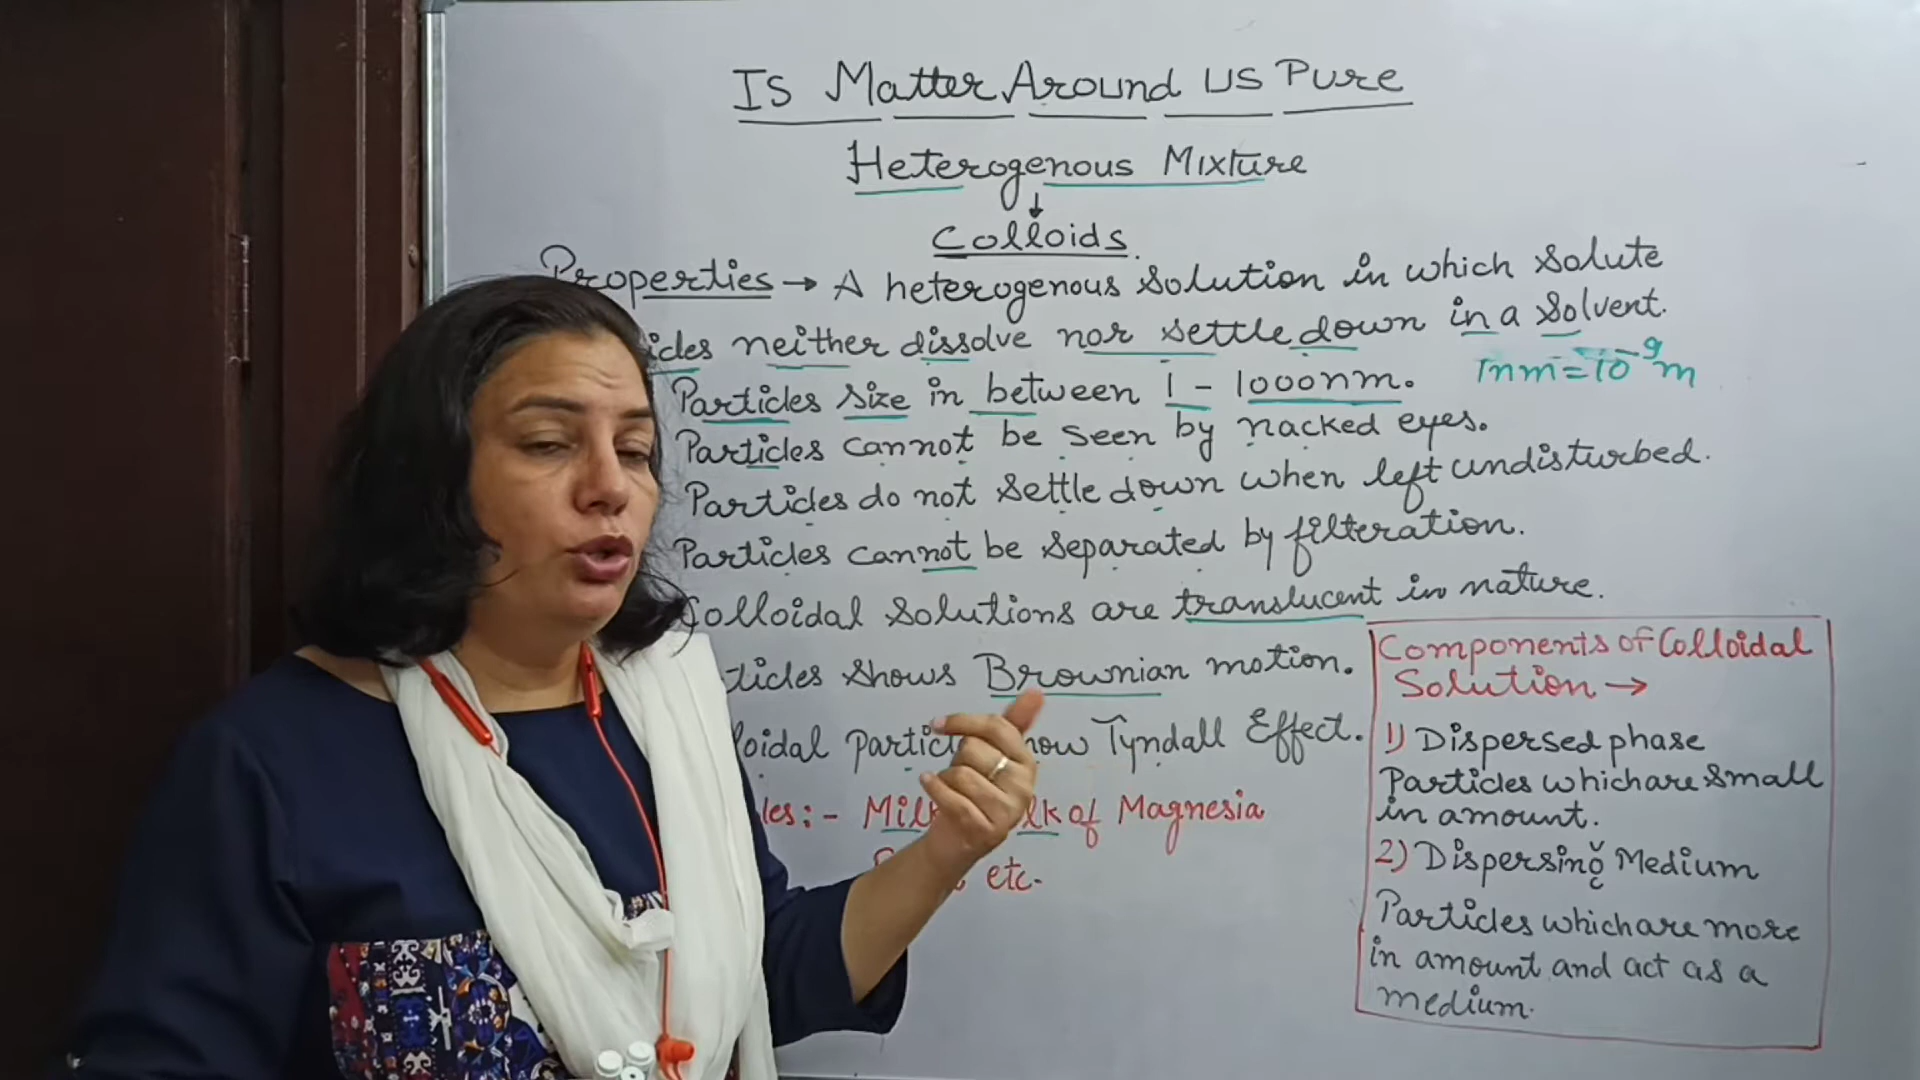 Is Matter Around US Pure
Heterogenous Mixture
↓
Colloids.
Properties → A heterogenous solution in which solute
neither dissolve nor settle down in a solvent.
Particles size in between 1 - 1000nm. 1nm = 10⁻⁹m
Particles cannot be seen by nacked eyes.
Particles do not settle down when left undisturbed.
Particles cannot be separated by filteration.
Colloidal solutions are translucent in nature.
shows Brownian motion.
Tyndall Effect.
:- Milk of Magnesia
etc.
Components of Colloidal
Solution →
1) Dispersed phase
Particles which are small
in amount.
2) Dispersing Medium
Particles which are more
in amount and act as a
medium.